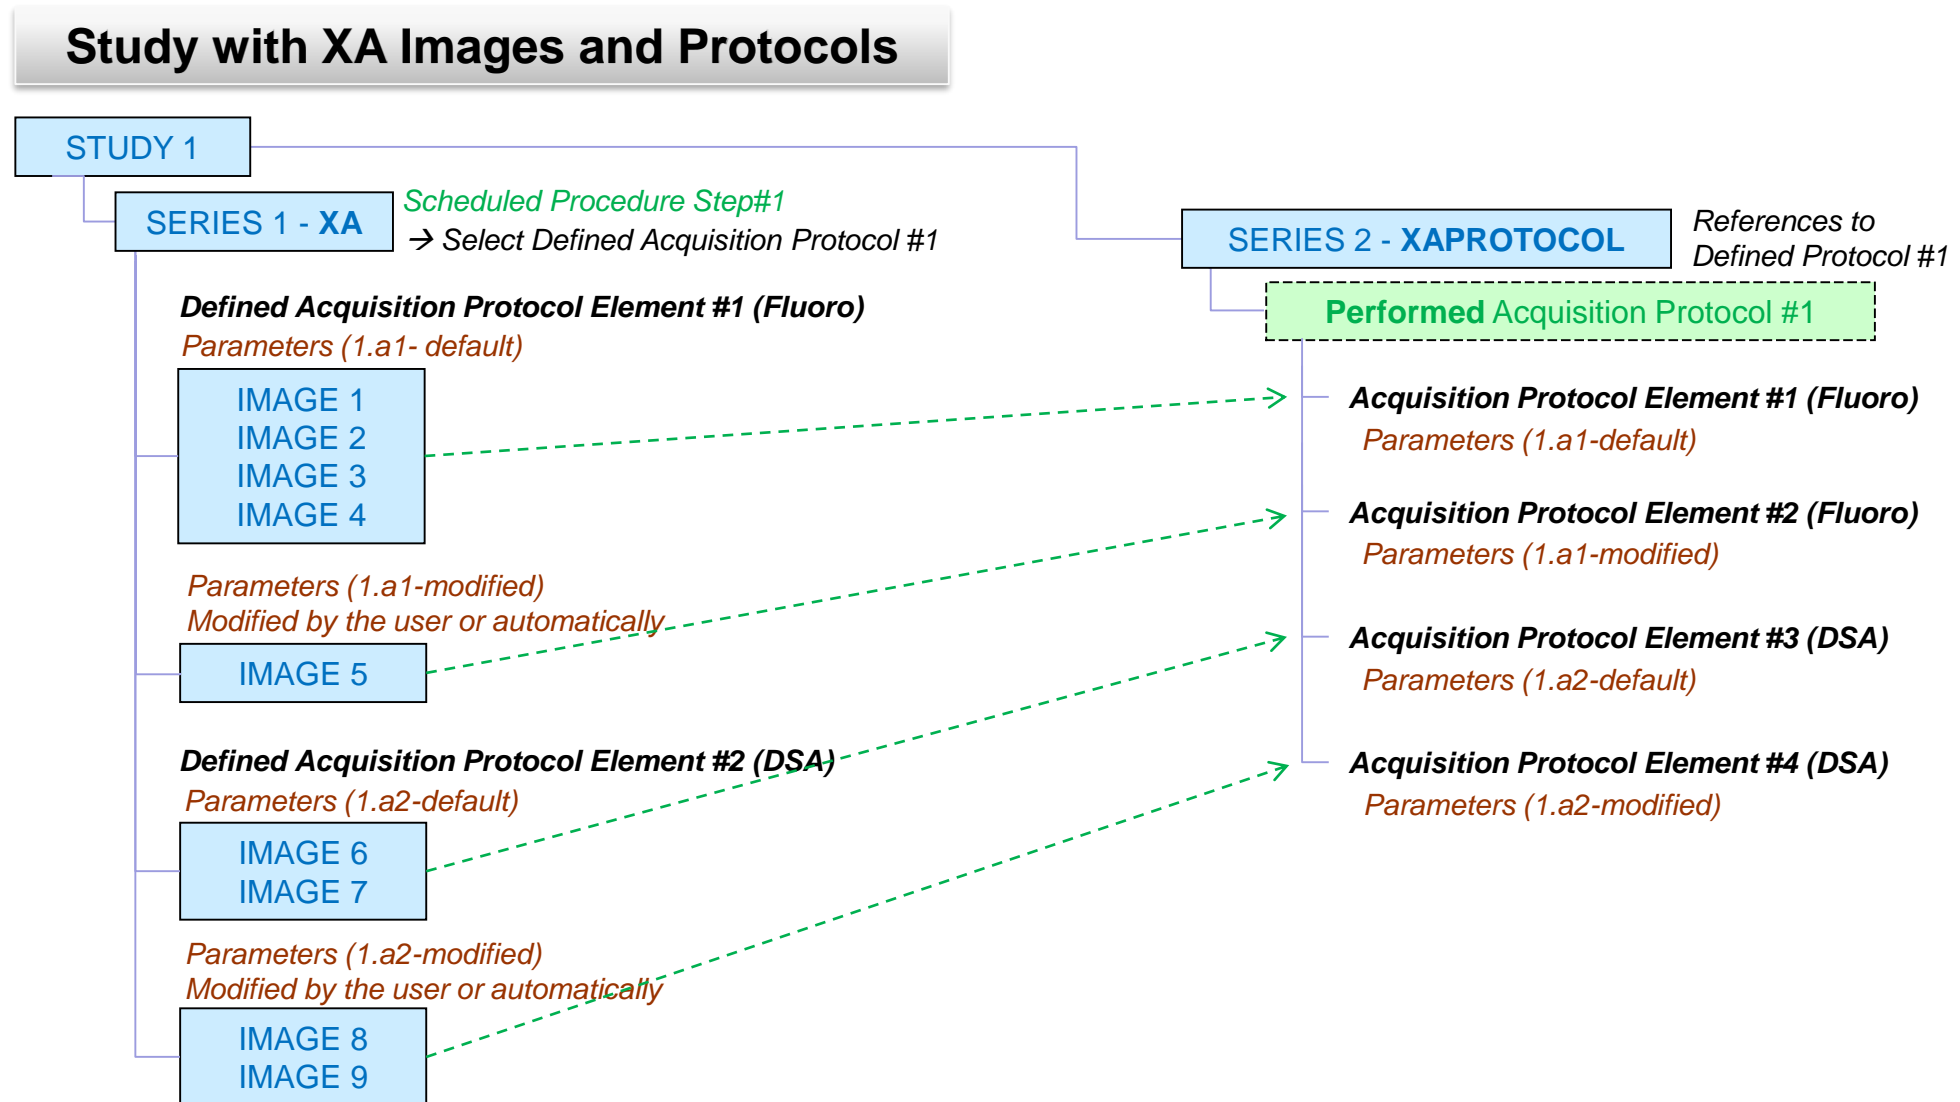 Study with XA Images and Protocols
STUDY 1
SERIES 1 - XA
Scheduled Procedure Step#1
→ Select Defined Acquisition Protocol #1
Defined Acquisition Protocol Element #1 (Fluoro)
Parameters (1.a1- default)
IMAGE 1
IMAGE 2
IMAGE 3
IMAGE 4
Parameters (1.a1-modified)
Modified by the user or automatically
IMAGE 5
Defined Acquisition Protocol Element #2 (DSA)
Parameters (1.a2-default)
IMAGE 6
IMAGE 7
Parameters (1.a2-modified)
Modified by the user or automatically
IMAGE 8
IMAGE 9
SERIES 2 - XAPROTOCOL
References to
Defined Protocol #1
Performed Acquisition Protocol #1
Acquisition Protocol Element #1 (Fluoro)
Parameters (1.a1-default)
Acquisition Protocol Element #2 (Fluoro)
Parameters (1.a1-modified)
Acquisition Protocol Element #3 (DSA)
Parameters (1.a2-default)
Acquisition Protocol Element #4 (DSA)
Parameters (1.a2-modified)